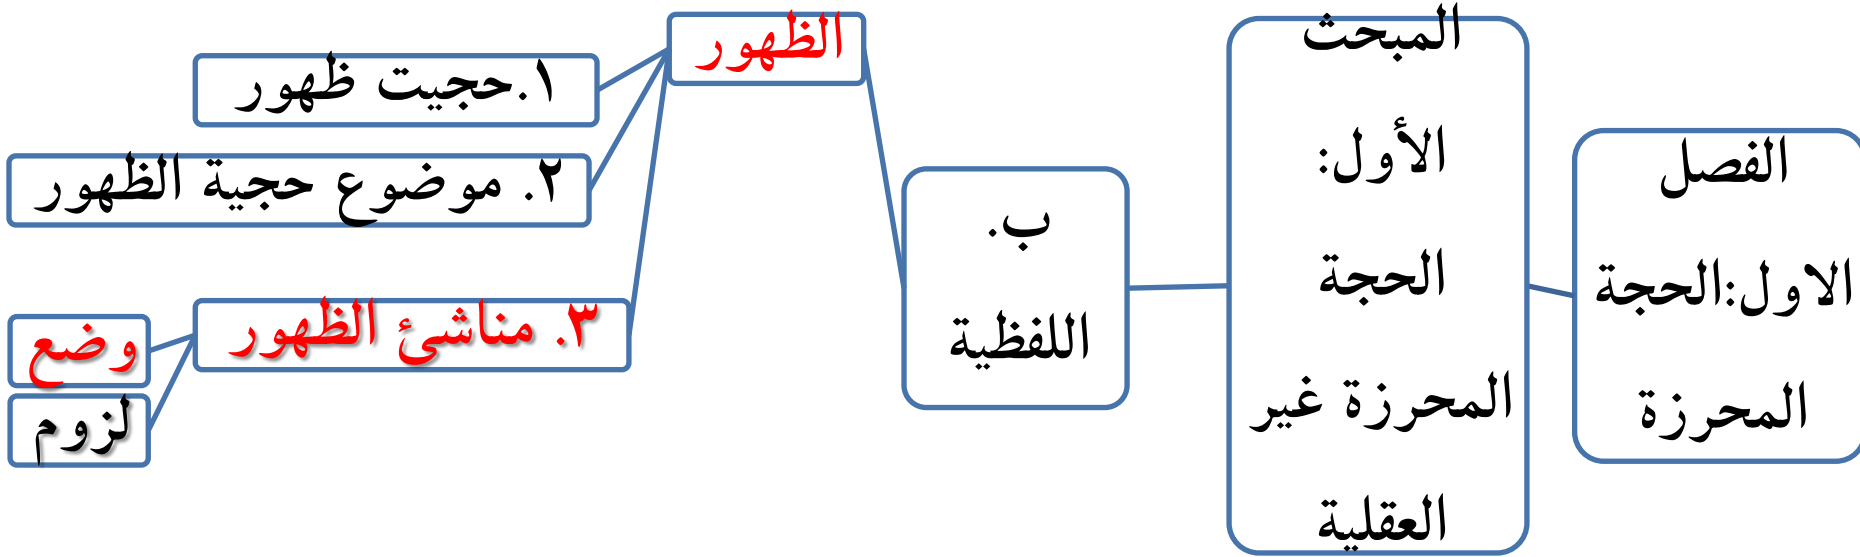 الفصل
الاول:الحجة
المحرزة
المبحث
الأول:
الحجة
المحرزة غير
العقلية
ب.
اللفظية
الظهور
١.حجيت ظهور
٢. موضوع حجية الظهور
٣. مناشئ الظهور
وضع
لزوم